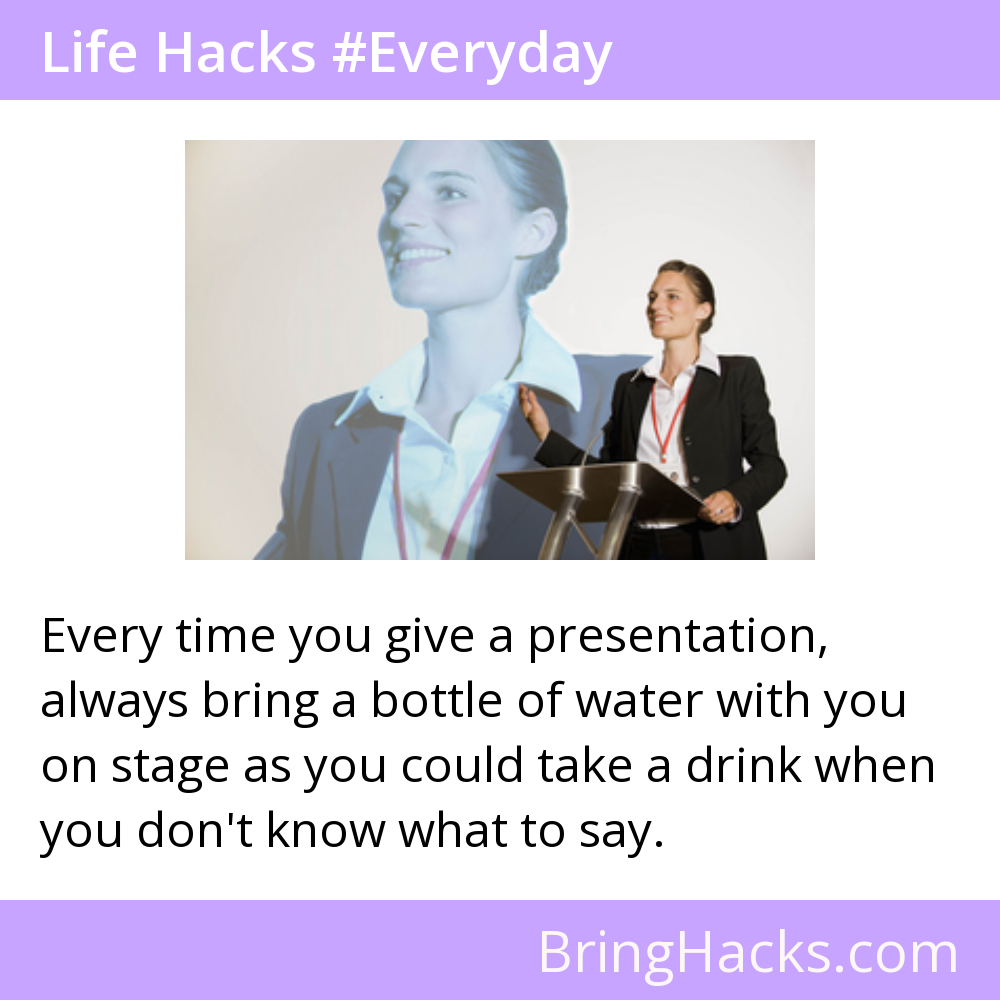 Life Hacks #Everyday
Every time you give a presentation,
always bring a bottle of water with you
on stage as you could take a drink when
you don't know what to say.
BringHacks.com